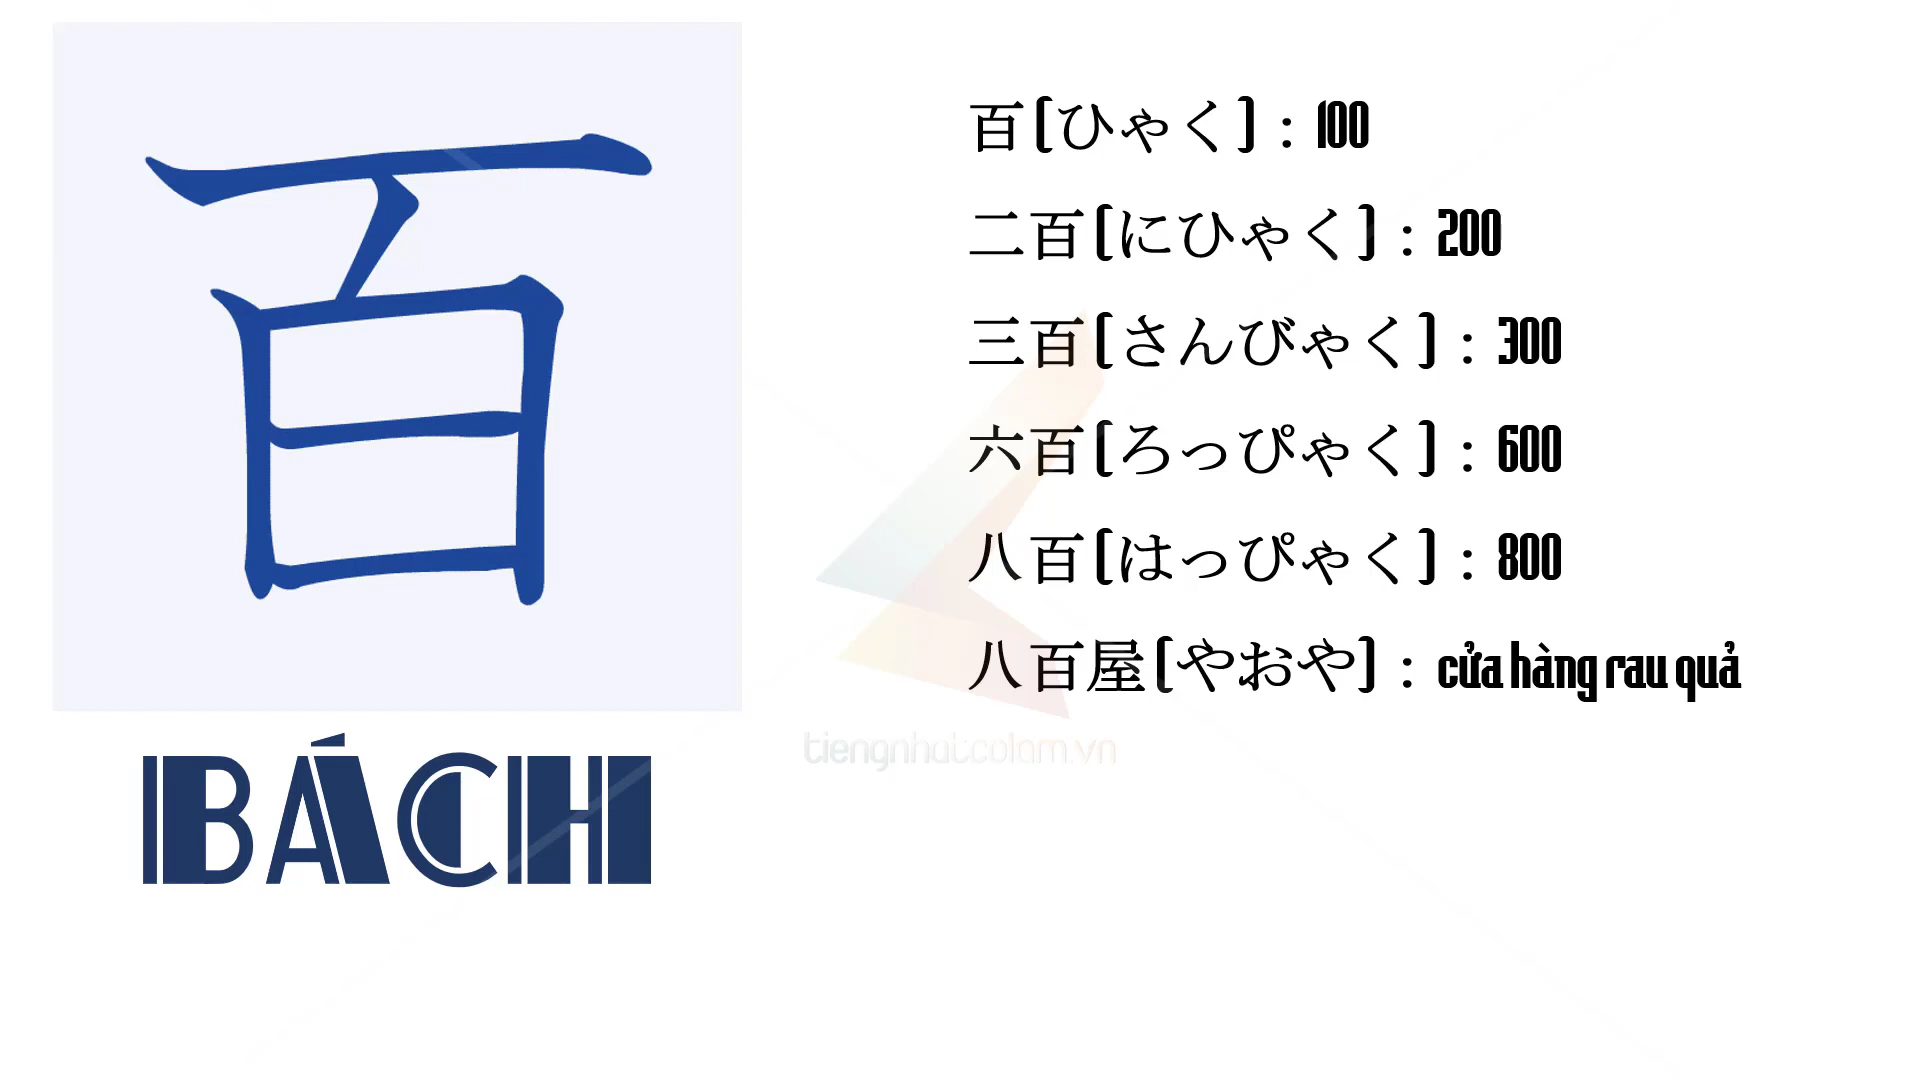 百
BÁCH
百(ひゃく) : 100
二百(にひゃく) : 200
三百(さんびゃく) : 300
六百(ろっぴゃく) : 600
八百(はっぴゃく) : 800
八百屋(やおや) : cửa hàng rau quả
tiengnhatcolam.vn